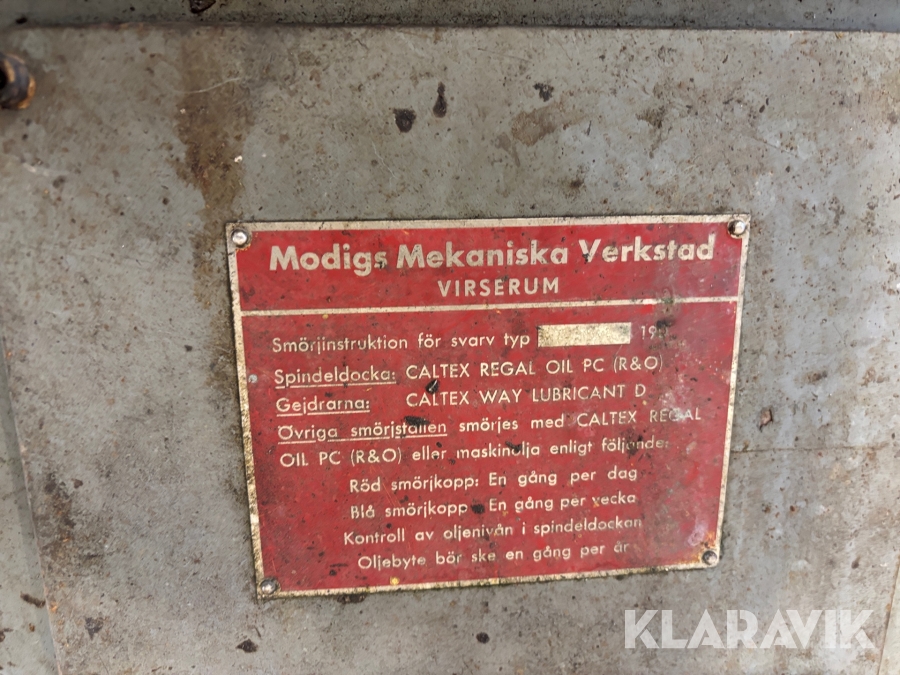 Modigs Mekaniska Verkstad
VIRSERUM
Smörjinstruktion för svarv typ
Spindeldocka: CALTEX REGAL OIL PC (R&O)
Gejdrarna: CALTEX WAY LUBRICANT D
Övriga smörjställen smörjes med CALTEX REGAL
OIL PC (R&O) eller maskinolja enligt följande:
Röd smörjkopp: En gång per dag
Blå smörjkopp: En gång per vecka
Kontroll av oljenivån i spindeldockan
Oljebyte bör ske en gång per år
KLARAVIK